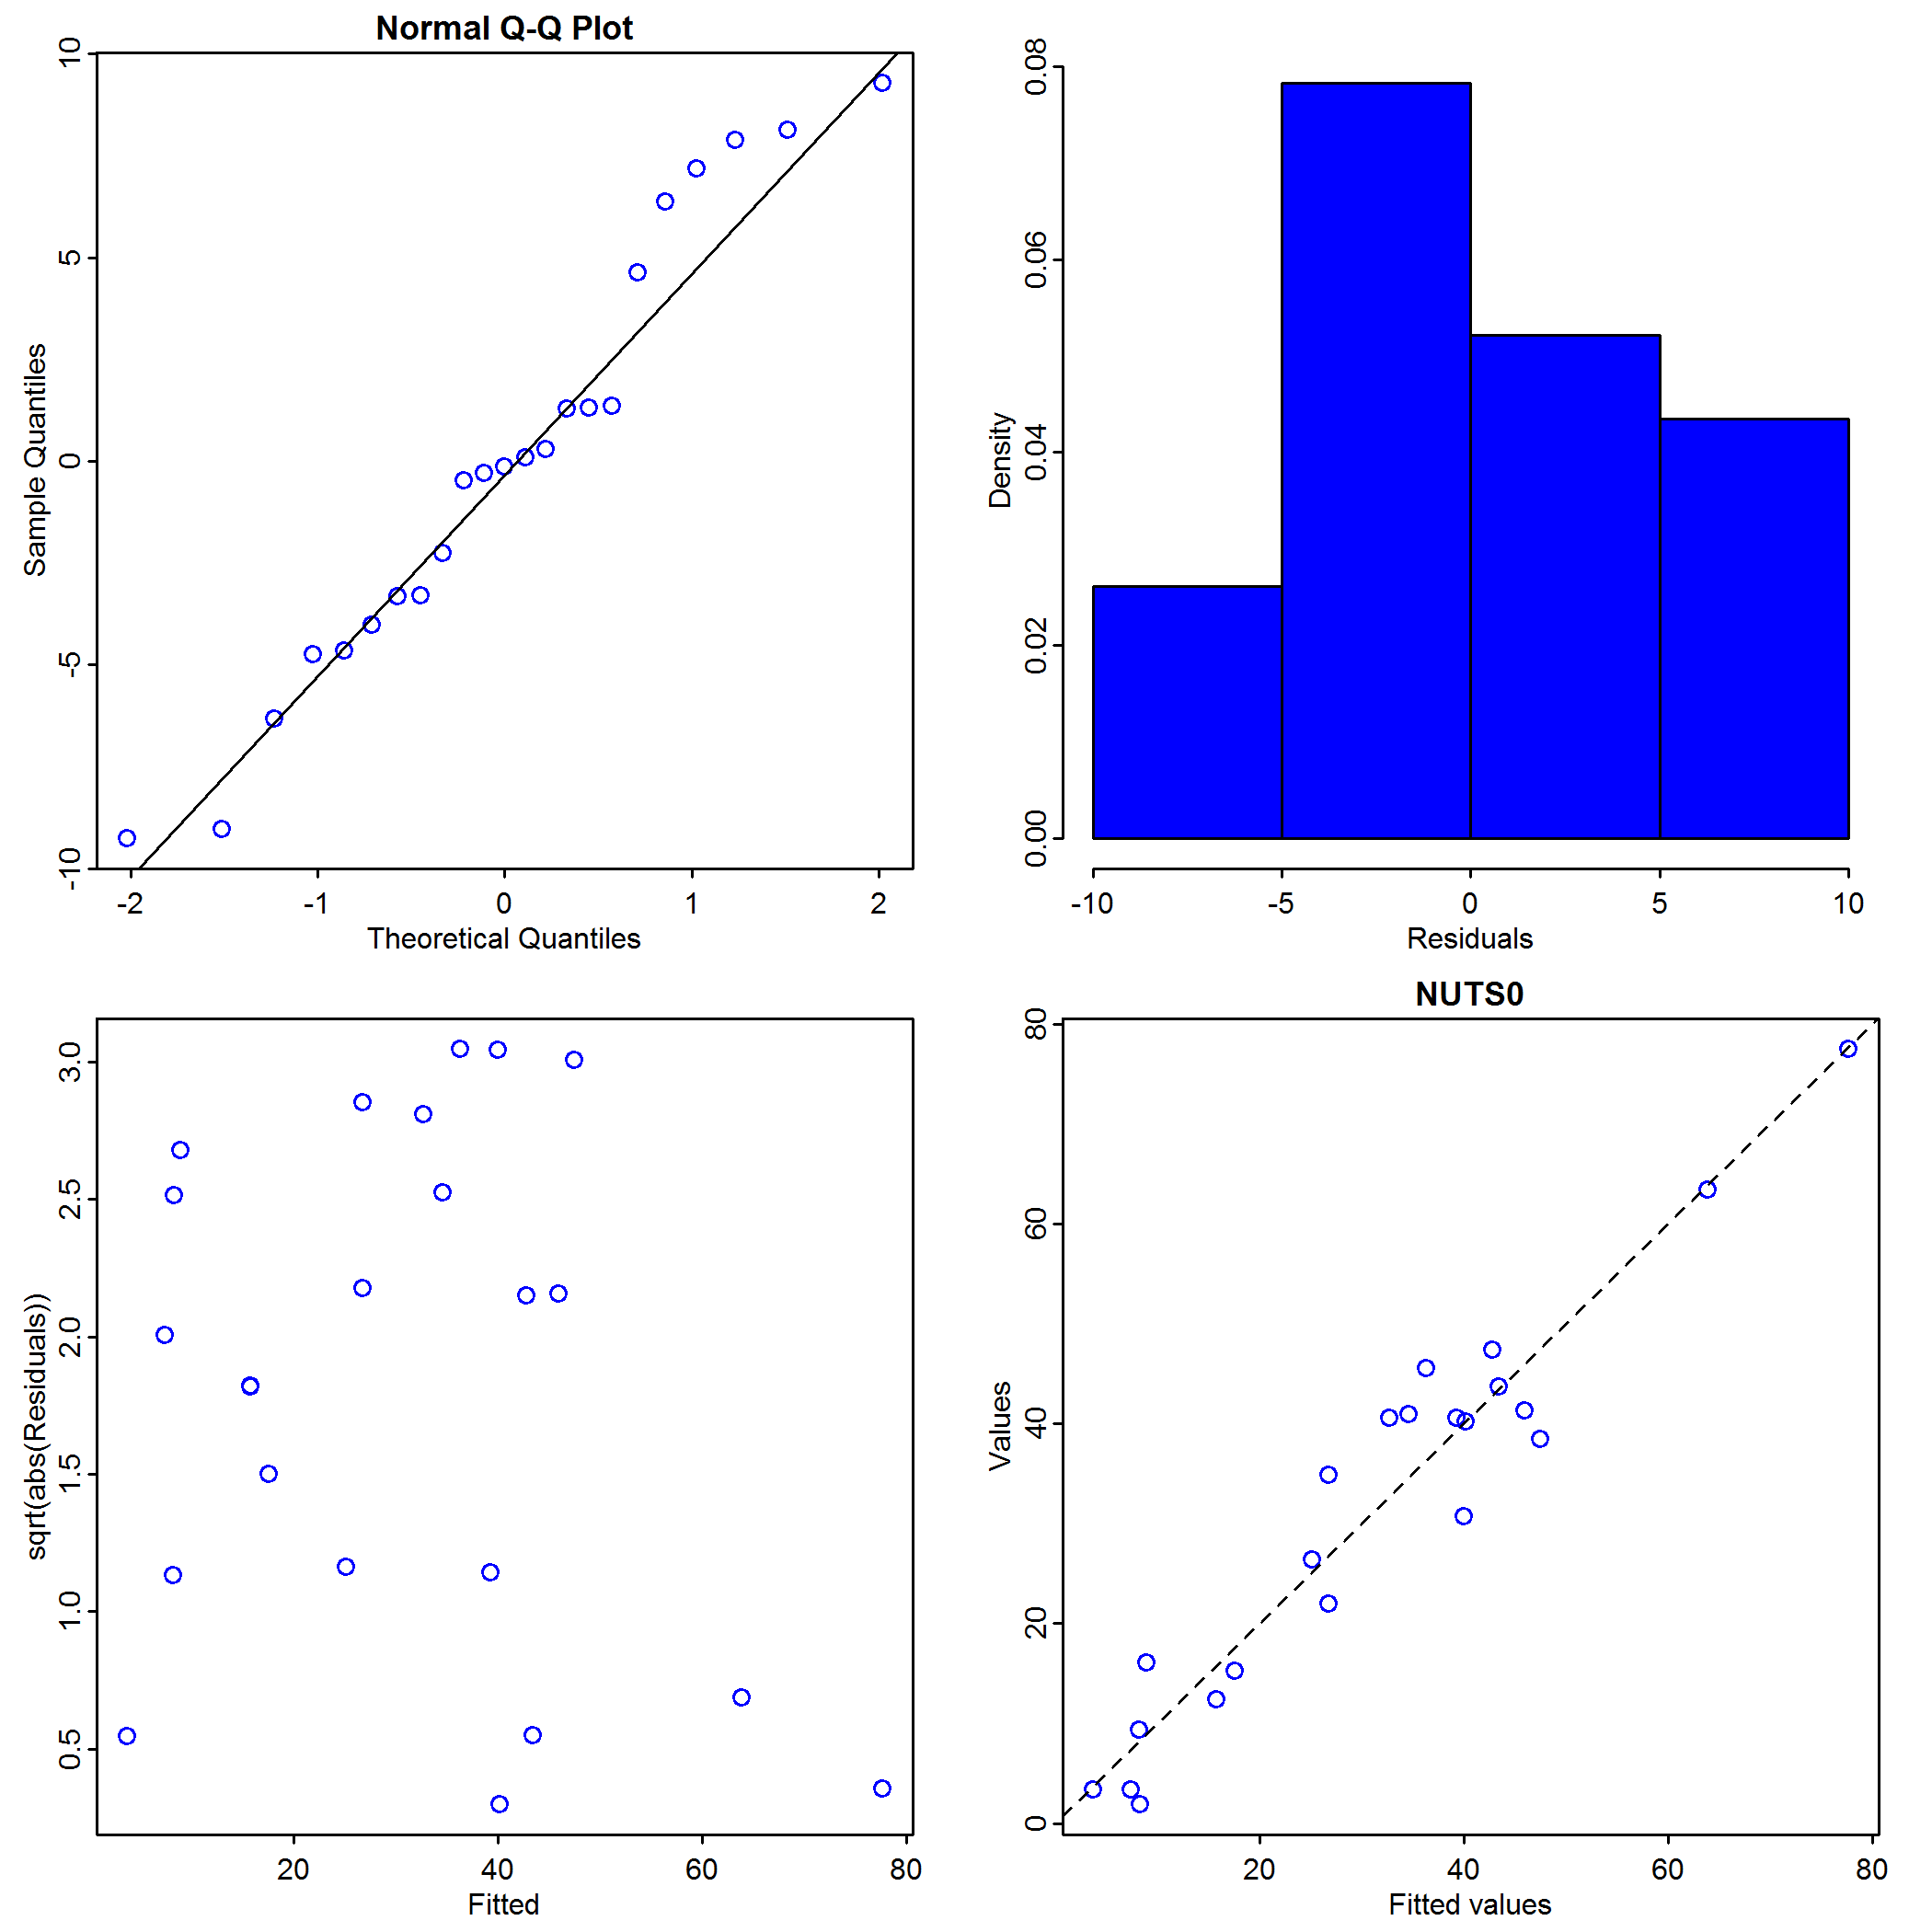 Normal Q-Q Plot
10
5
0
-5
-10
Sample Quantiles
-2 -1 0 1 2
Theoretical Quantiles
0.08
0.06
0.04
0.02
0.00
Density
-10 -5 0 5 10
Residuals
3.0
2.5
2.0
1.5
1.0
0.5
sqrt(abs(Residuals))
20 40 60 80
Fitted
NUTS0
80
60
40
20
0
Values
20 40 60 80
Fitted values